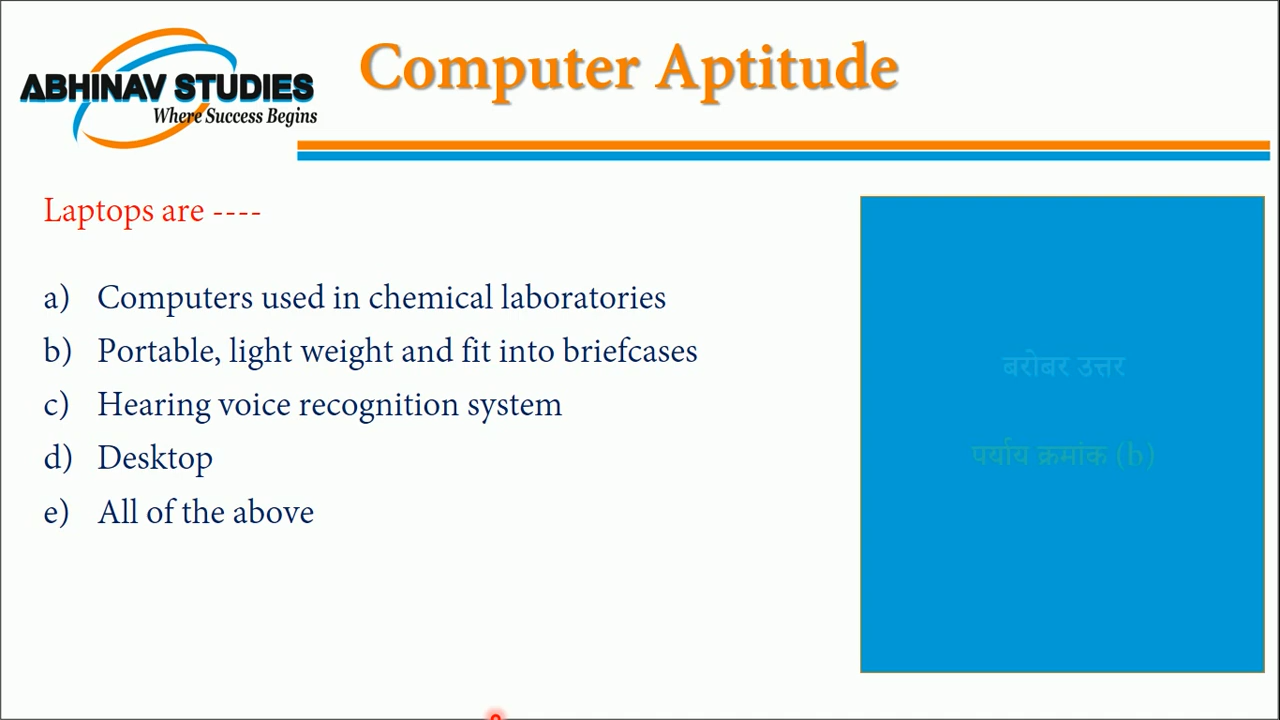 ABHINAV STUDIES
Where Success Begins
Computer Aptitude
Laptops are ----
a) Computers used in chemical laboratories
b) Portable, light weight and fit into briefcases
c) Hearing voice recognition system
d) Desktop
e) All of the above
बरोबर उत्तर
पर्याय क्रमांक (b)